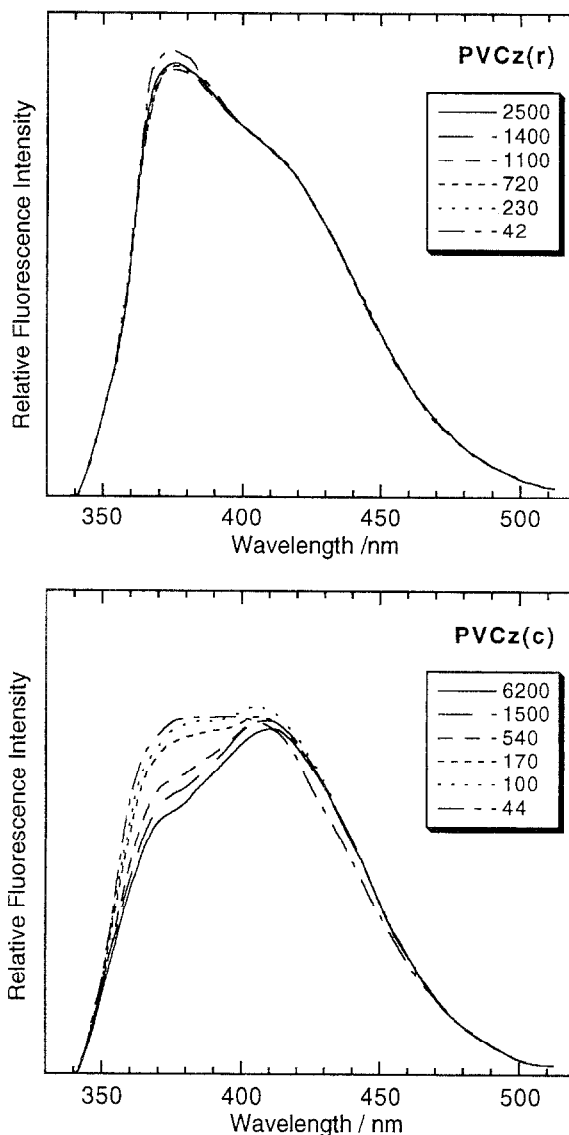 PVCz(r)
2500
1400
1100
720
230
42
Relative Fluorescence Intensity
350 400 450 500
Wavelength /nm
PVCz(c)
6200
1500
540
170
100
44
Relative Fluorescence Intensity
350 400 450 500
Wavelength / nm